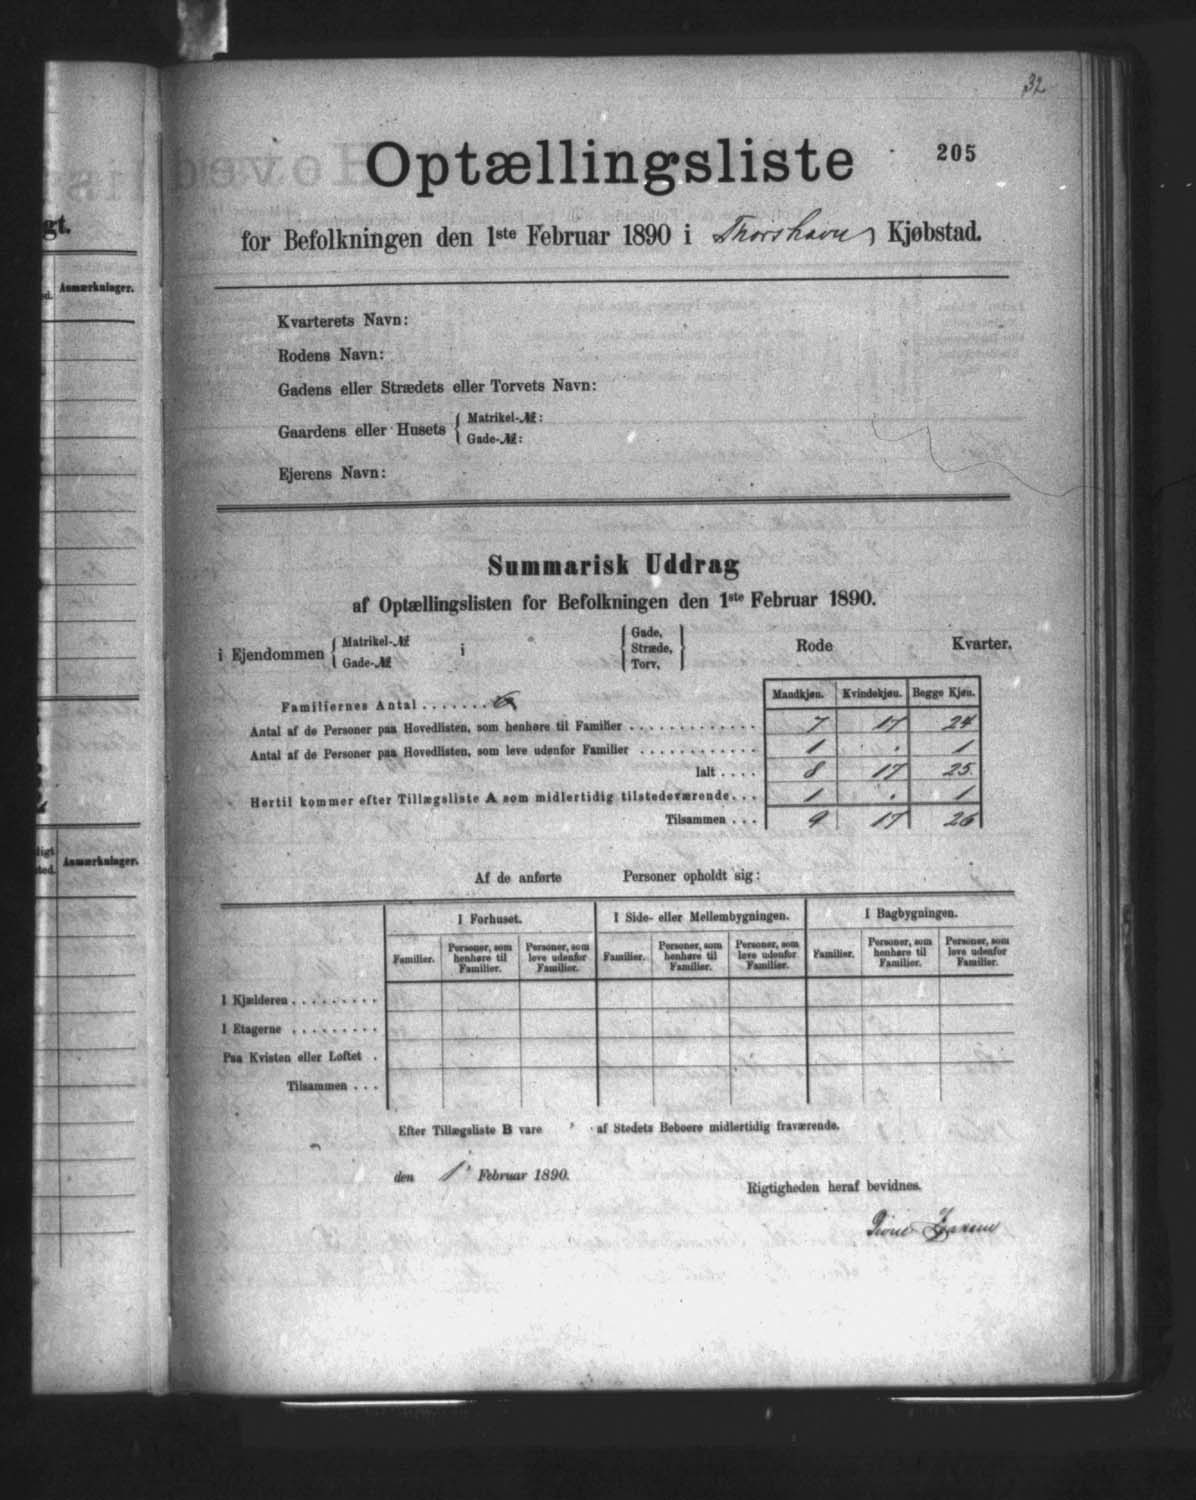 32
Optællingsliste
205
for Befolkningen den 1ste Februar 1890 i Thorshavns Kjøbstad.
Kvarterets Navn:
Rodens Navn:
Gadens eller Strædets eller Torvets Navn:
Gaardens eller Husets { Matrikel-№:
Gade-№:
Ejerens Navn:
Summarisk Uddrag
af Optællingslisten for Befolkningen den 1ste Februar 1890.
i Ejendommen { Matrikel-№ Gade-№ i { Gade, Stræde, Torv, } Rode Kvarter.
Mandkjøn. Kvindekjøn. Begge Kjøn.
Familiernes Antal . . . . . . .
Antal af de Personer paa Hovedlisten, som henhøre til Familier . . . . . . . . . . . . . 7 17 24
Antal af de Personer paa Hovedlisten, som leve udenfor Familier . . . . . . . . . . . . 1 . 1
Ialt . . . . 8 17 25
Hertil kommer efter Tillægsliste A som midlertidig tilstedeværende. . . 1 . 1
Tilsammen . . . 9 17 26
Af de anførte Personer opholdt sig:
I Forhuset. I Side- eller Mellembygningen. I Bagbygningen.
Familier. Personer, som henhøre til Familier. Personer, som leve udenfor Familier. Familier. Personer, som henhøre til Familier. Personer, som leve udenfor Familier. Familier. Personer, som henhøre til Familier. Personer, som leve udenfor Familier.
I Kjælderen . . . . . . . . .
I Etagerne . . . . . . . . .
Paa Kvisten eller Loftet .
Tilsammen . . .
Efter Tillægsliste B vare af Stedets Beboere midlertidig fraværende.
den 1' Februar 1890.
Rigtigheden heraf bevidnes.
gt.
ed. Anmærkninger.
digt
sted. Anmærkninger.